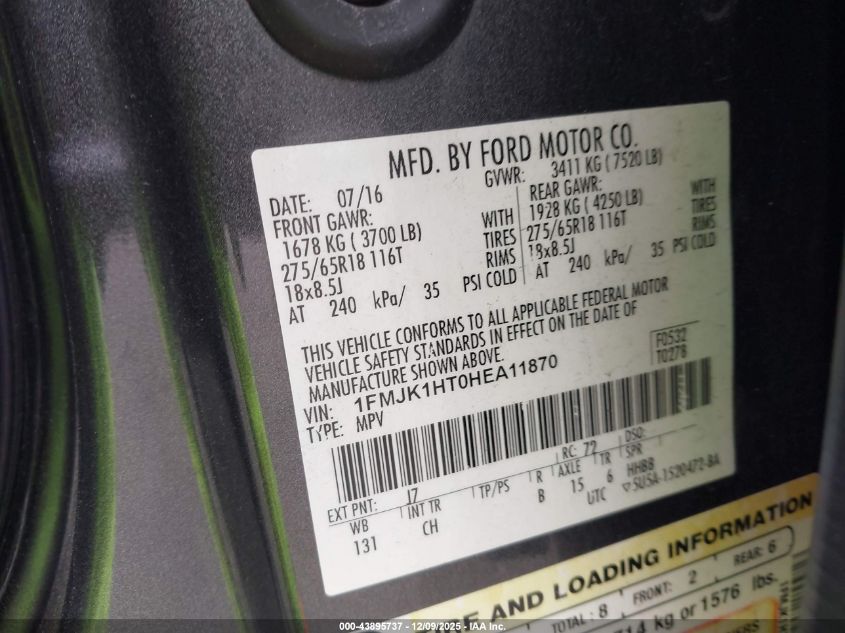 MFD. BY FORD MOTOR CO.
DATE: 07/16 GVWR: 3411 KG ( 7520 LB)
FRONT GAWR: REAR GAWR:
1678 KG ( 3700 LB) WITH 1928 KG ( 4250 LB) WITH
275/65R18 116T TIRES 275/65R18 116T TIRES
18x8.5J RIMS 18x8.5J RIMS
AT 240 kPa/ 35 PSI COLD AT 240 kPa/ 35 PSI COLD
THIS VEHICLE CONFORMS TO ALL APPLICABLE FEDERAL MOTOR
VEHICLE SAFETY STANDARDS IN EFFECT ON THE DATE OF
MANUFACTURE SHOWN ABOVE.
F0532
T0278
VIN: 1FMJK1HT0HEA11870
TYPE: MPV
EXT PNT: J7 RC: 72 DSO:
WB INT TR TP/PS R AXLE TR SPR
131 CH B 15 6 HHBB
UTC ▽5U5A-1520472-BA
E AND LOADING INFORMATION
TOTAL: 8 FRONT: 2 REAR: 6
714 kg or 1576 lbs.
000-43895737 - 12/09/2025 - IAA Inc.